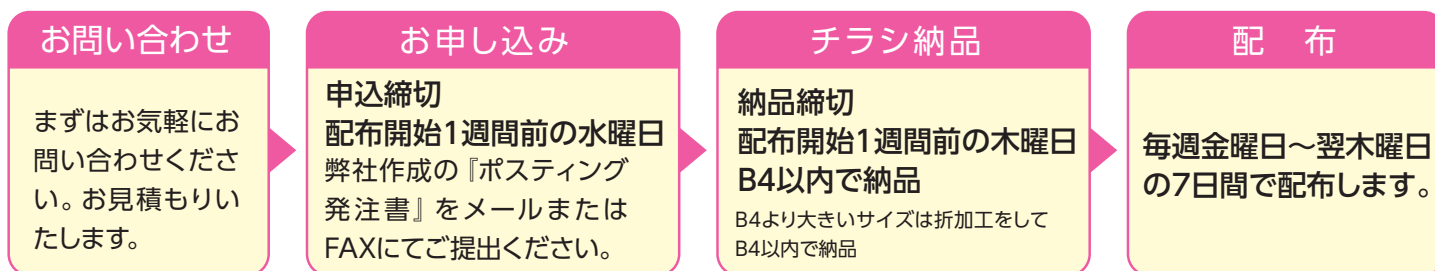 お問い合わせ
まずはお気軽にお
問い合わせくださ
い。お見積もりい
たします。
お申し込み
申込締切
配布開始1週間前の水曜日
弊社作成の『ポスティング
発注書』をメールまたは
FAXにてご提出ください。
チラシ納品
納品締切
配布開始1週間前の木曜日
B4以内で納品
B4より大きいサイズは折加工をして
B4以内で納品
配　布
毎週金曜日～翌木曜日
の7日間で配布します。